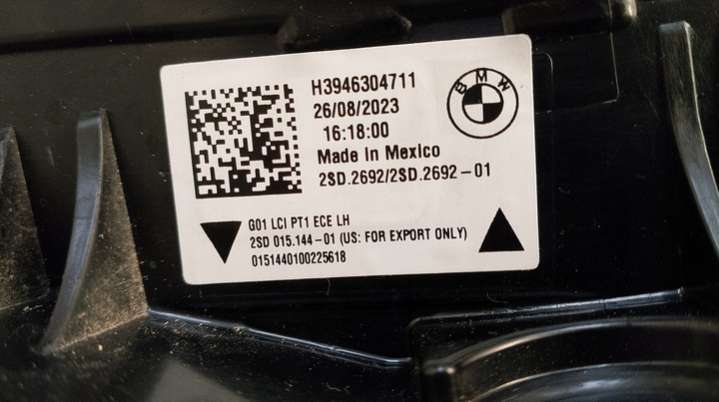 H3946304711
26/08/2023
16:18:00
Made In Mexico
2SD.2692/2SD.2692-01
BMW
G01 LCI PT1 ECE LH
2SD 015.144-01 (US: FOR EXPORT ONLY)
0151440100225618